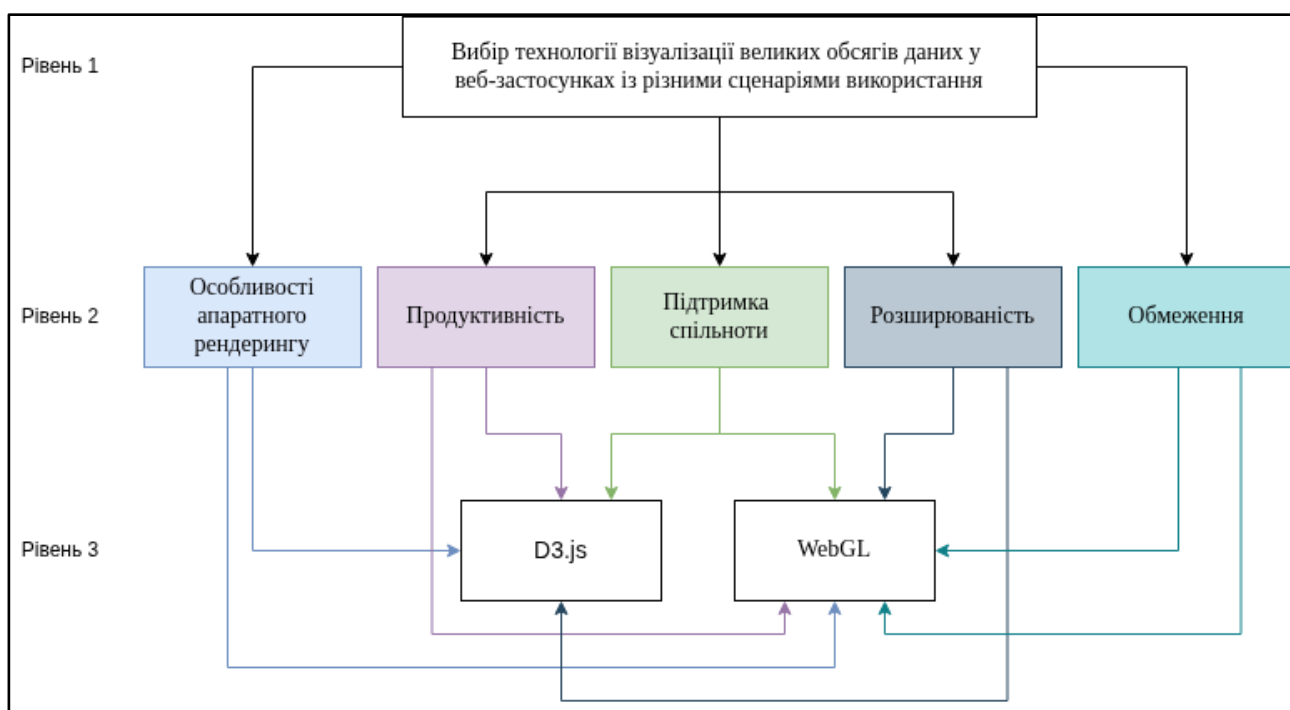 Рівень 1
Вибір технології візуалізації великих обсягів даних у
веб-застосунках із різними сценаріями використання
Рівень 2
Особливості
апаратного
рендерингу
Продуктивність
Підтримка
спільноти
Розширюваність
Обмеження
Рівень 3
D3.js
WebGL